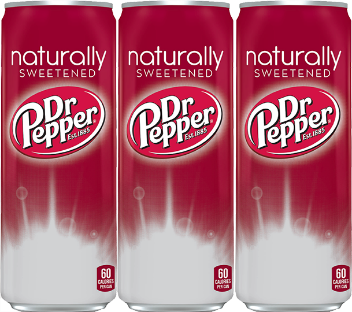 naturally
SWEETENED
Dr
Pepper
Est. 1885
60
CALORIES
PER CAN
naturally
SWEETENED
Dr
Pepper
Est. 1885
60
CALORIES
PER CAN
naturally
SWEETENED
Dr
Pepper
Est. 1885
60
CALORIES
PER CAN